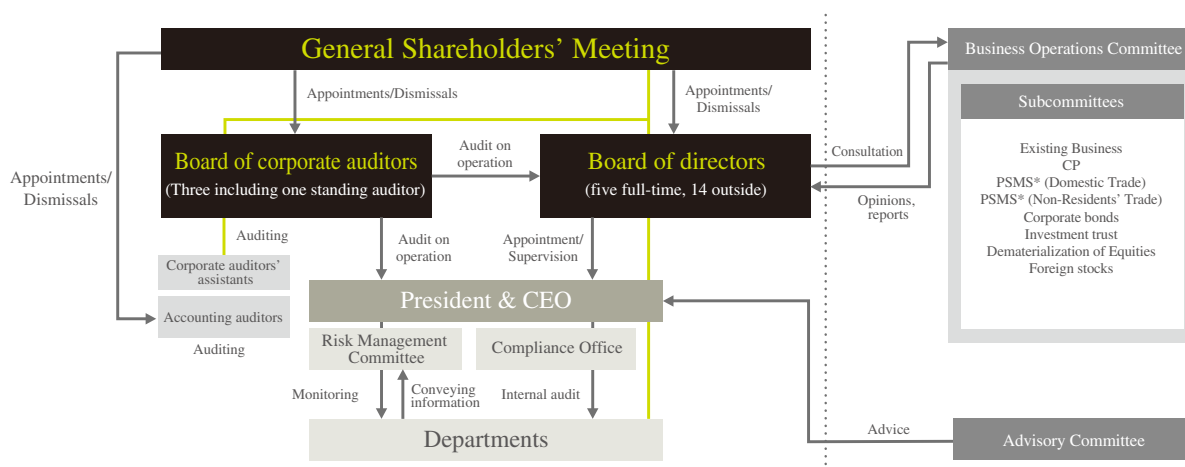 General Shareholders' Meeting
Business Operations Committee
Appointments/Dismissals
Appointments/
Dismissals
Subcommittees
Board of corporate auditors
(Three including one standing auditor)
Audit on
operation
Board of directors
(five full-time, 14 outside)
Consultation
Opinions,
reports
Existing Business
CP
PSMS* (Domestic Trade)
PSMS* (Non-Residents' Trade)
Corporate bonds
Investment trust
Dematerialization of Equities
Foreign stocks
Appointments/
Dismissals
Auditing
Audit on
operation
Appointment/
Supervision
Corporate auditors'
assistants
President & CEO
Accounting auditors
Auditing
Risk Management
Committee
Compliance Office
Monitoring
Conveying
information
Internal audit
Departments
Advice
Advisory Committee